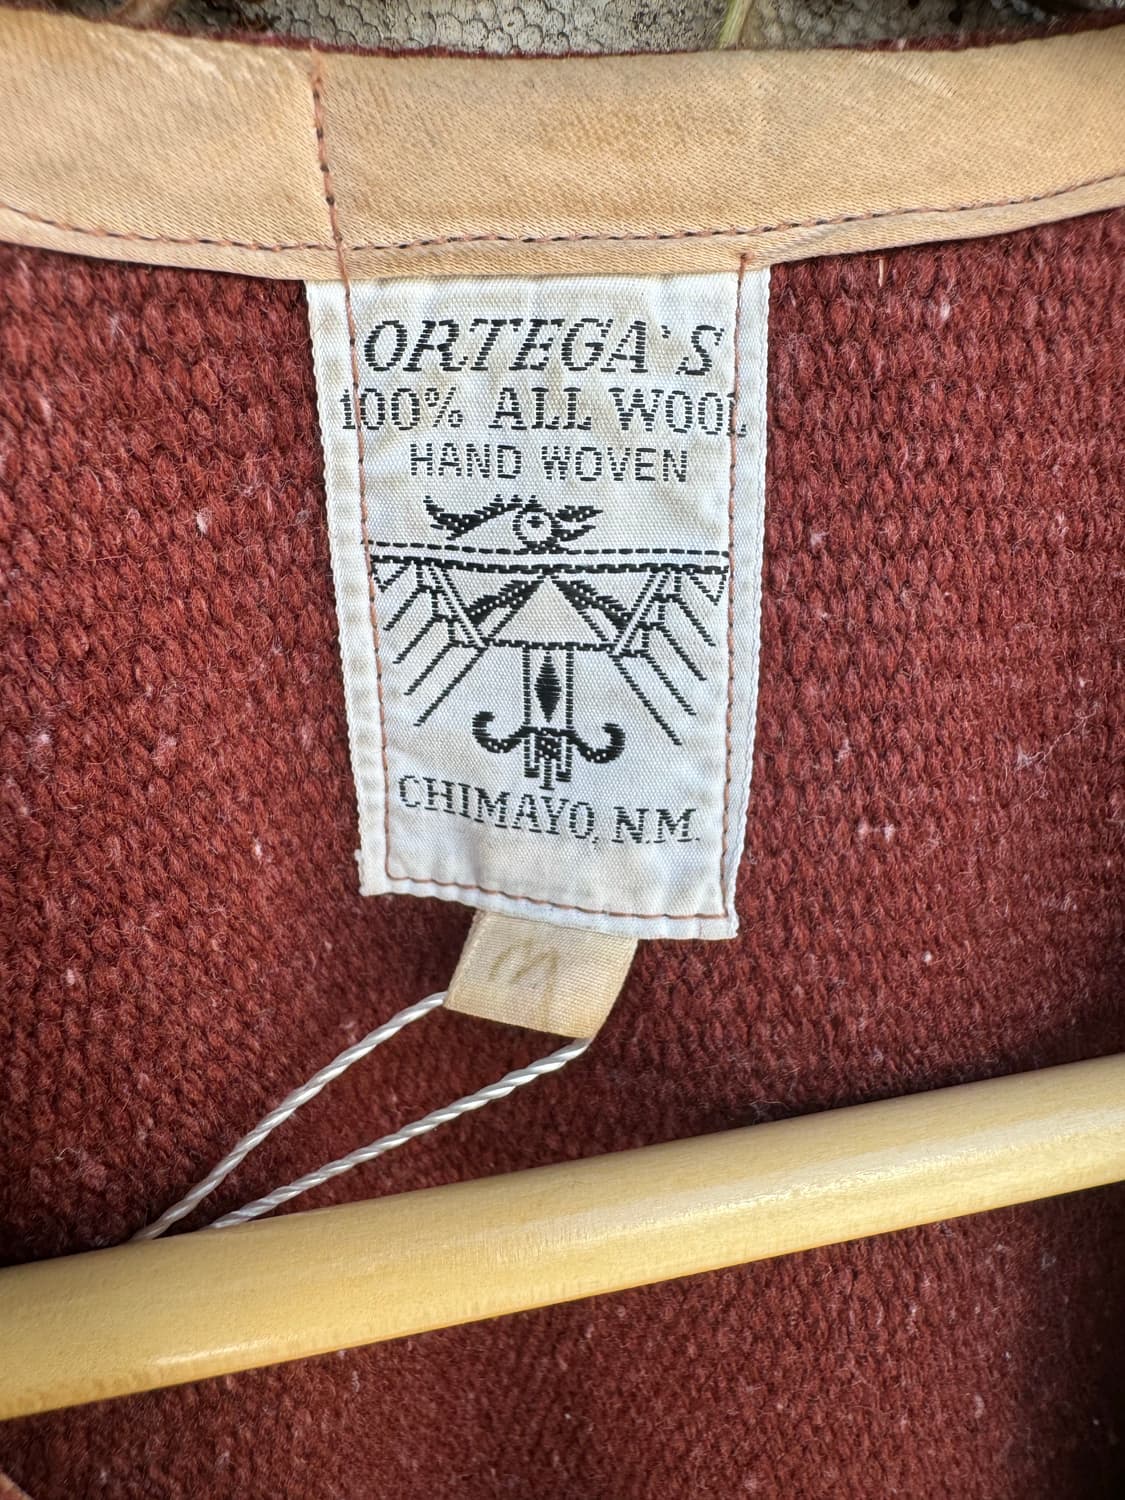 ORTEGA'S
100% ALL WOOL
HAND WOVEN
CHIMAYO, N.M.
M